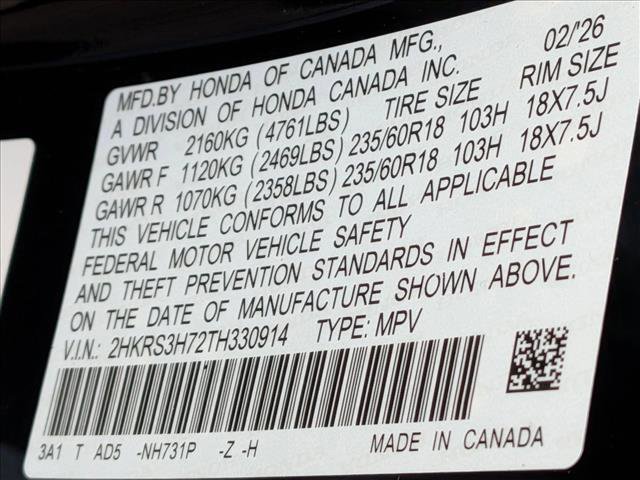 MFD.BY HONDA OF CANADA MFG., 02/'26
A DIVISION OF HONDA CANADA INC.
GVWR 2160KG (4761LBS) TIRE SIZE RIM SIZE
GAWR F 1120KG (2469LBS) 235/60R18 103H 18X7.5J
GAWR R 1070KG (2358LBS) 235/60R18 103H 18X7.5J
THIS VEHICLE CONFORMS TO ALL APPLICABLE
FEDERAL MOTOR VEHICLE SAFETY
AND THEFT PREVENTION STANDARDS IN EFFECT
ON THE DATE OF MANUFACTURE SHOWN ABOVE.
V.I.N.: 2HKRS3H72TH330914 TYPE: MPV
3A1 T AD5 -NH731P -Z -H MADE IN CANADA